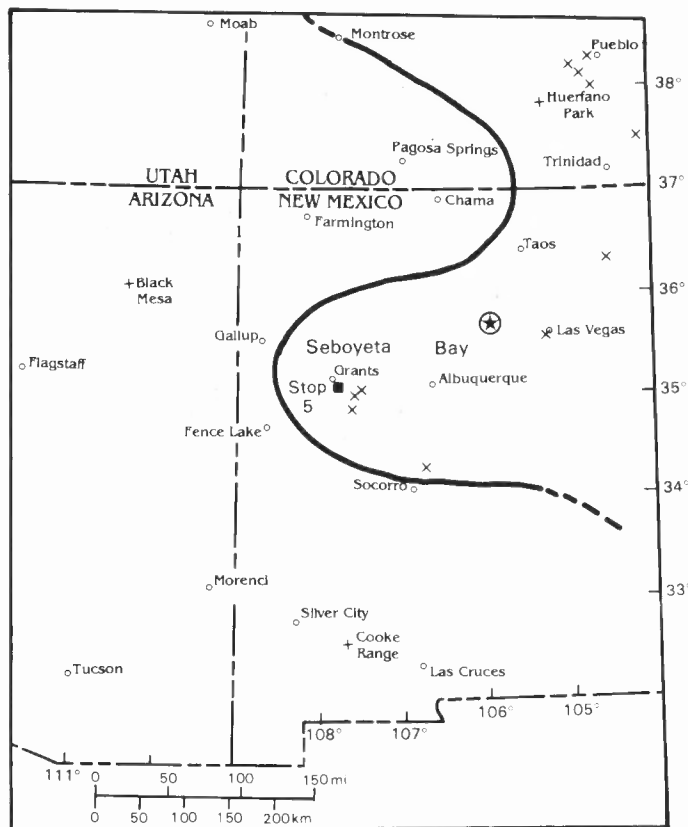 Moab
Montrose
Pueblo
38°
Huerfano
Park
Pagosa Springs
Trinidad
UTAH
COLORADO
37°
ARIZONA
NEW MEXICO
Chama
Farmington
Taos
Black
Mesa
36°
Gallup
Las Vegas
Seboyeta
Bay
Flagstaff
Grants
Albuquerque
35°
Stop
5
Fence Lake
Socorro
34°
Morenci
33°
Silver City
Cooke
Range
Tucson
Las Cruces
108°
107°
106°
105°
111°
0 50 100 150 mi
0 50 100 150 200 km